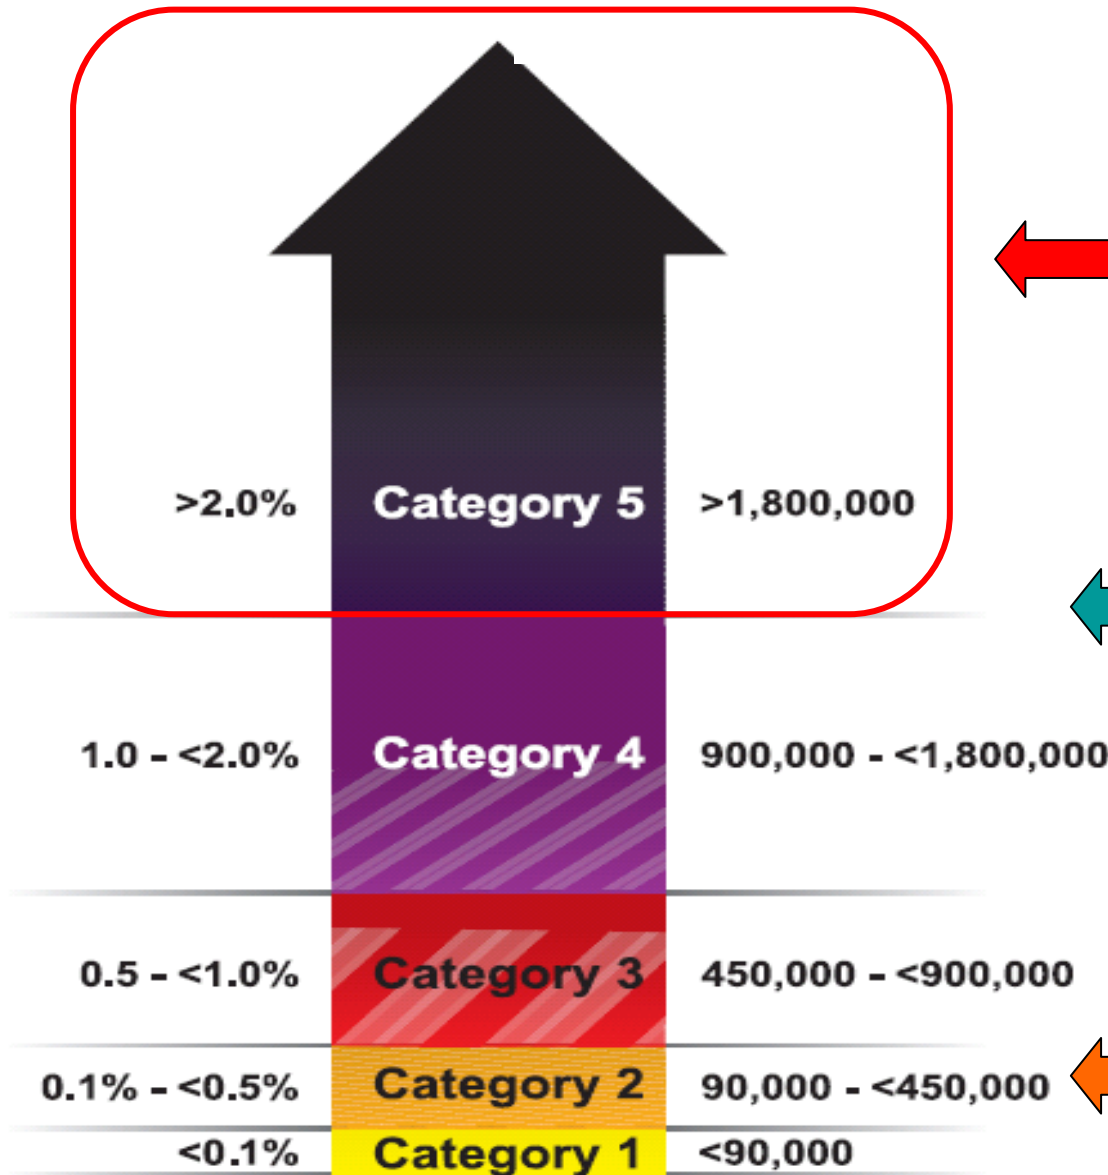 >2.0% Category 5 >1,800,000
1.0 - <2.0% Category 4 900,000 - <1,800,000
0.5 - <1.0% Category 3 450,000 - <900,000
0.1% - <0.5% Category 2 90,000 - <450,000
<0.1% Category 1 <90,000